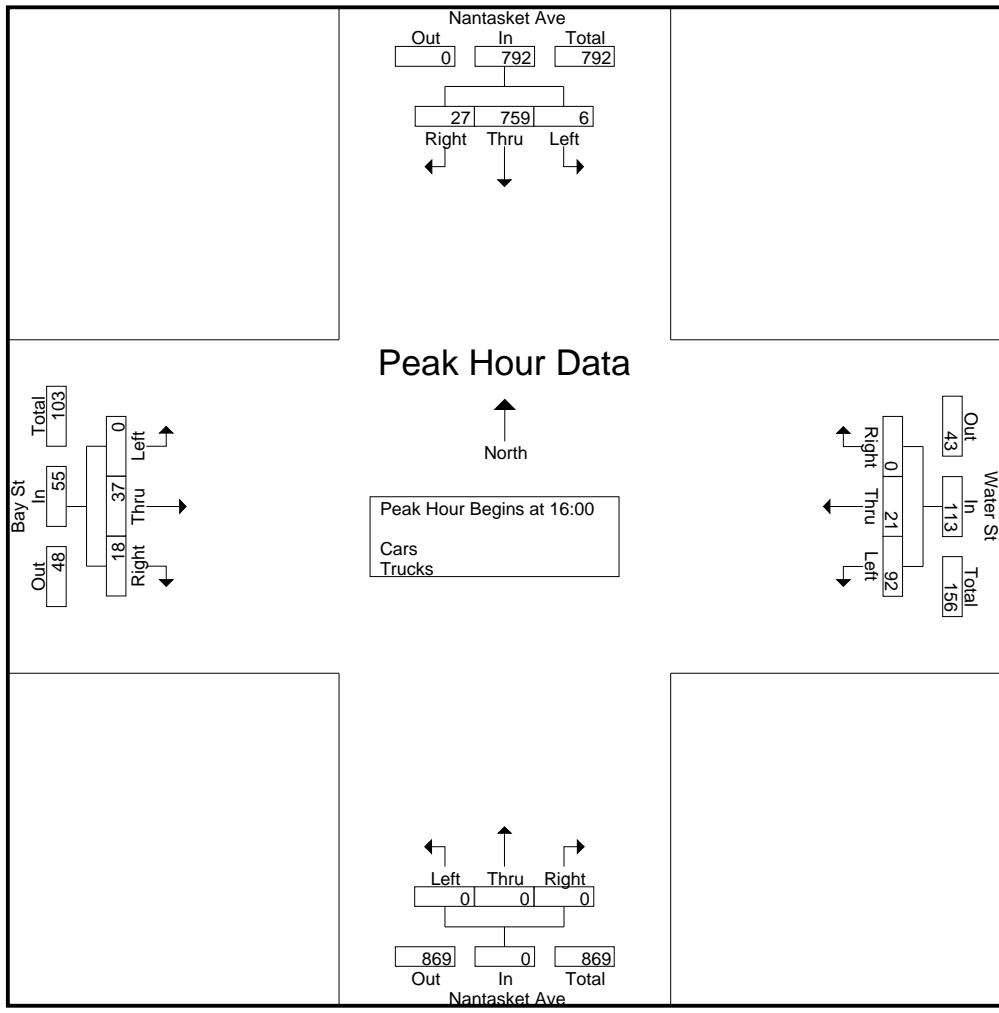 Nantasket Ave
Out In Total
0 792 792
27 759 6
Right Thru Left
Peak Hour Data
North
Peak Hour Begins at 16:00
Cars
Trucks
Bay St
Total In Out
103 55 48
0 37 18
Left Thru Right
Right Thru Left
0 21 92
Out In Total
43 113 156
Water St
Left Thru Right
0 0 0
869 0 869
Out In Total
Nantasket Ave